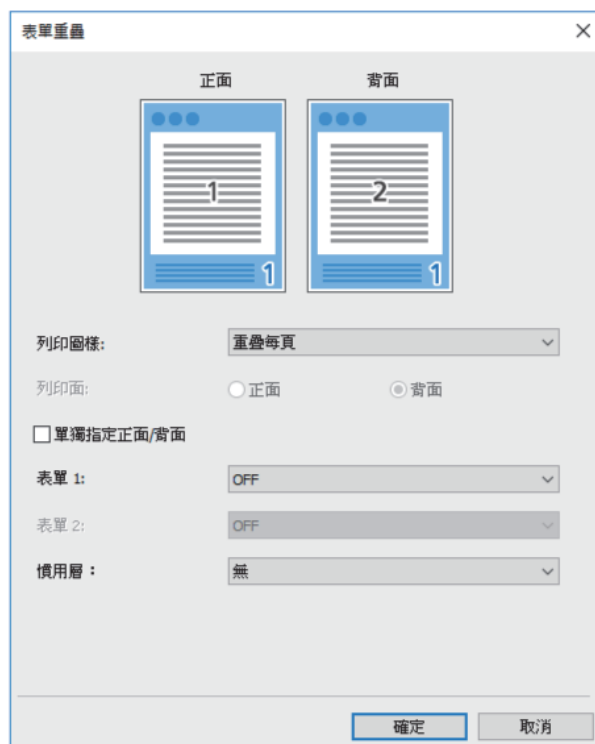 表單重疊
正面 背面
1 2
1 1
列印圖樣: 重疊每頁
列印面: 正面 背面
單獨指定正面/背面
表單 1: OFF
表單 2: OFF
慣用層： 無
確定 取消